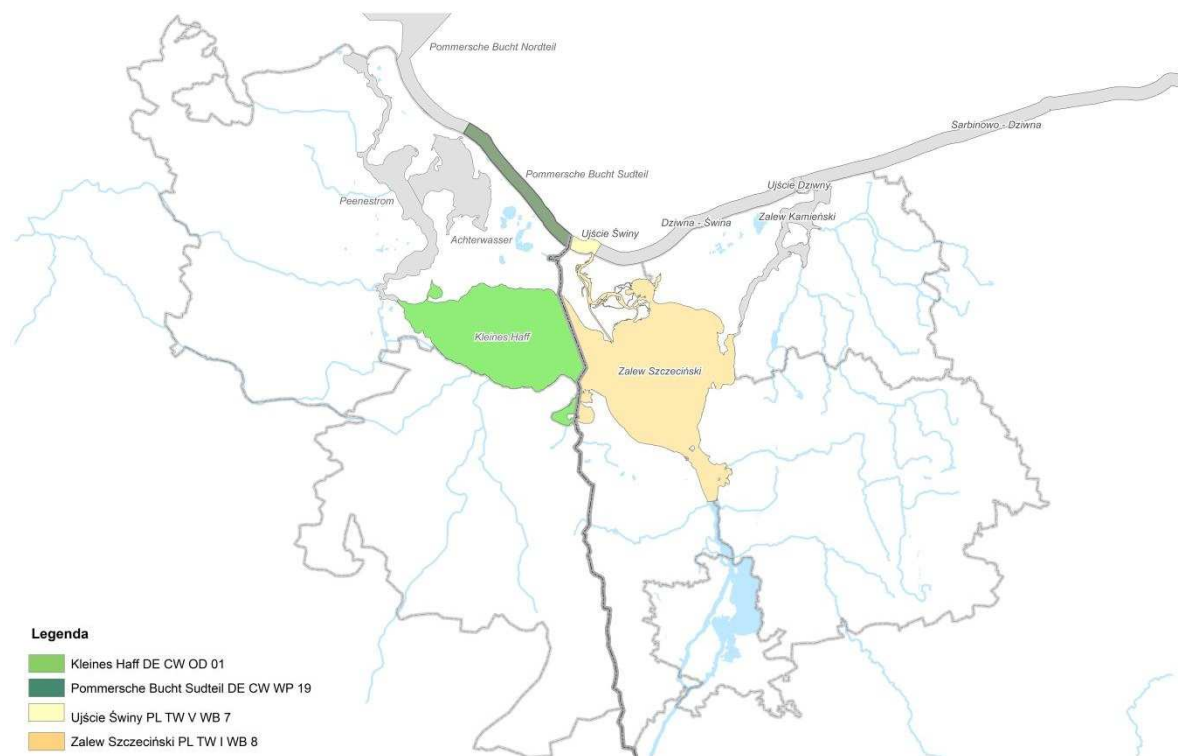 Pommersche Bucht Nordteil
Sarbinowo - Dziwna
Pommersche Bucht Sudteil
Ujście Dziwny
Peenestrom
Zalew Kamieński
Dziwna - Świna
Ujście Świny
Achterwasser
Kleines Haff
Zalew Szczeciński
Legenda
Kleines Haff DE CW OD 01
Pommersche Bucht Sudteil DE CW WP 19
Ujście Świny PL TW V WB 7
Zalew Szczeciński PL TW I WB 8